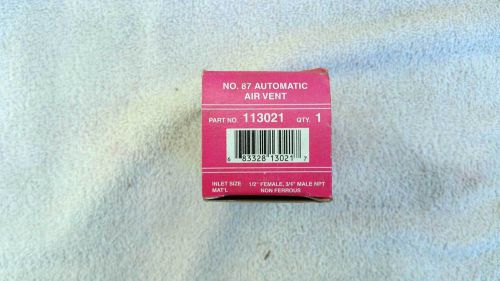 NO. 87 AUTOMATIC
AIR VENT
PART NO. 113021 QTY. 1
6 83328 13021 7
INLET SIZE 1/2" FEMALE, 3/4" MALE NPT
MAT'L NON FERROUS